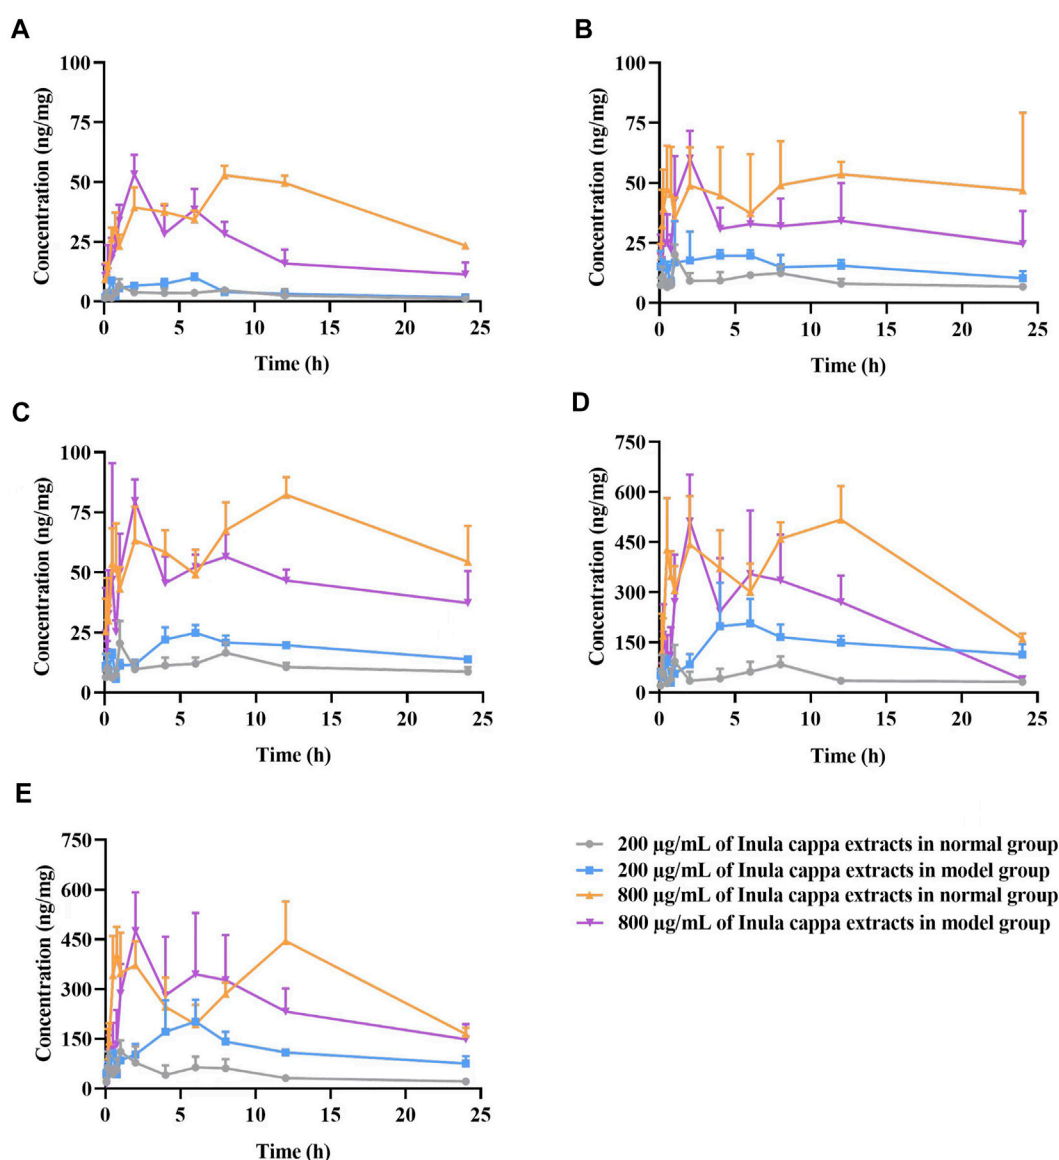 A
100
75
50
25
0
Concentration (ng/mg)
0 5 10 15 20 25
Time (h)
B
100
75
50
25
0
Concentration (ng/mg)
0 5 10 15 20 25
Time (h)
C
100
75
50
25
0
Concentration (ng/mg)
0 5 10 15 20 25
Time (h)
D
750
600
450
300
150
0
Concentration (ng/mg)
0 5 10 15 20 25
Time (h)
E
750
600
450
300
150
0
Concentration (ng/mg)
0 5 10 15 20 25
Time (h)
200 μg/mL of Inula cappa extracts in normal group
200 μg/mL of Inula cappa extracts in model group
800 μg/mL of Inula cappa extracts in normal group
800 μg/mL of Inula cappa extracts in model group